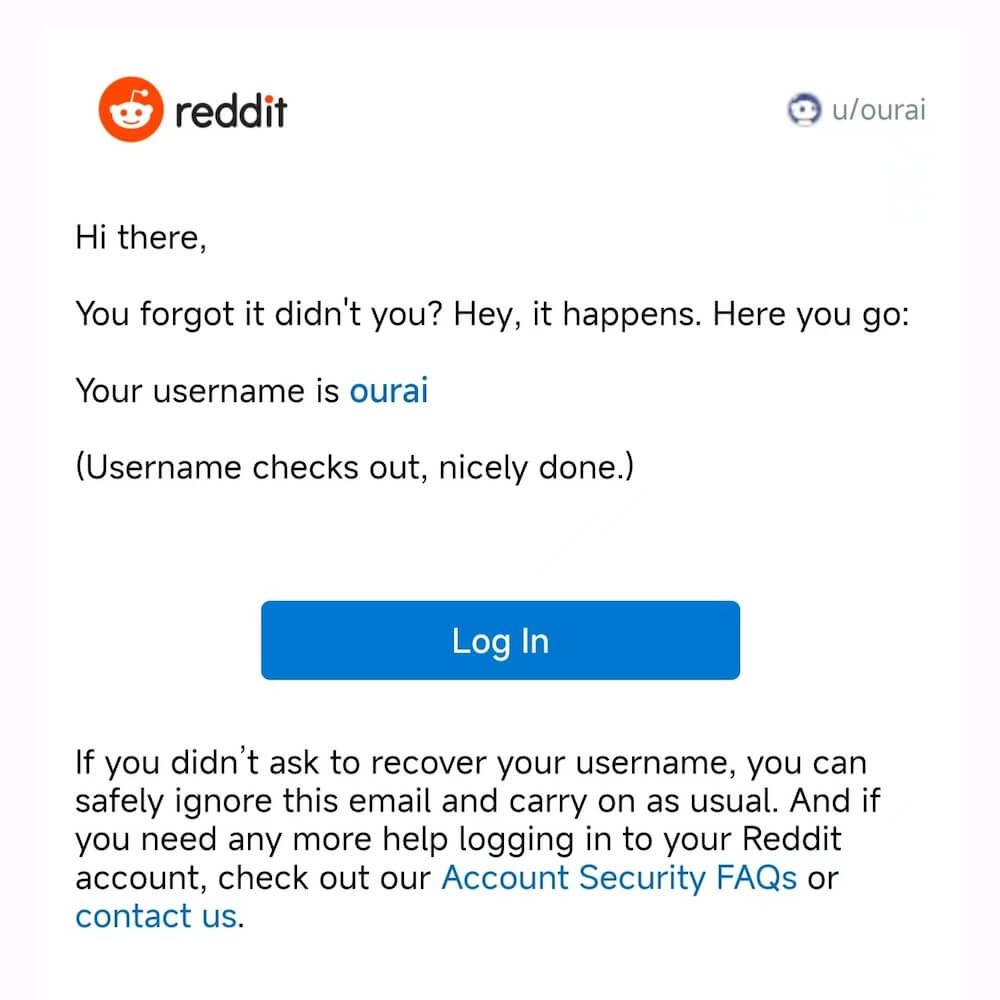 reddit
u/ourai
Hi there,
You forgot it didn't you? Hey, it happens. Here you go:
Your username is ourai
(Username checks out, nicely done.)
Log In
If you didn’t ask to recover your username, you can
safely ignore this email and carry on as usual. And if
you need any more help logging in to your Reddit
account, check out our Account Security FAQs or
contact us.